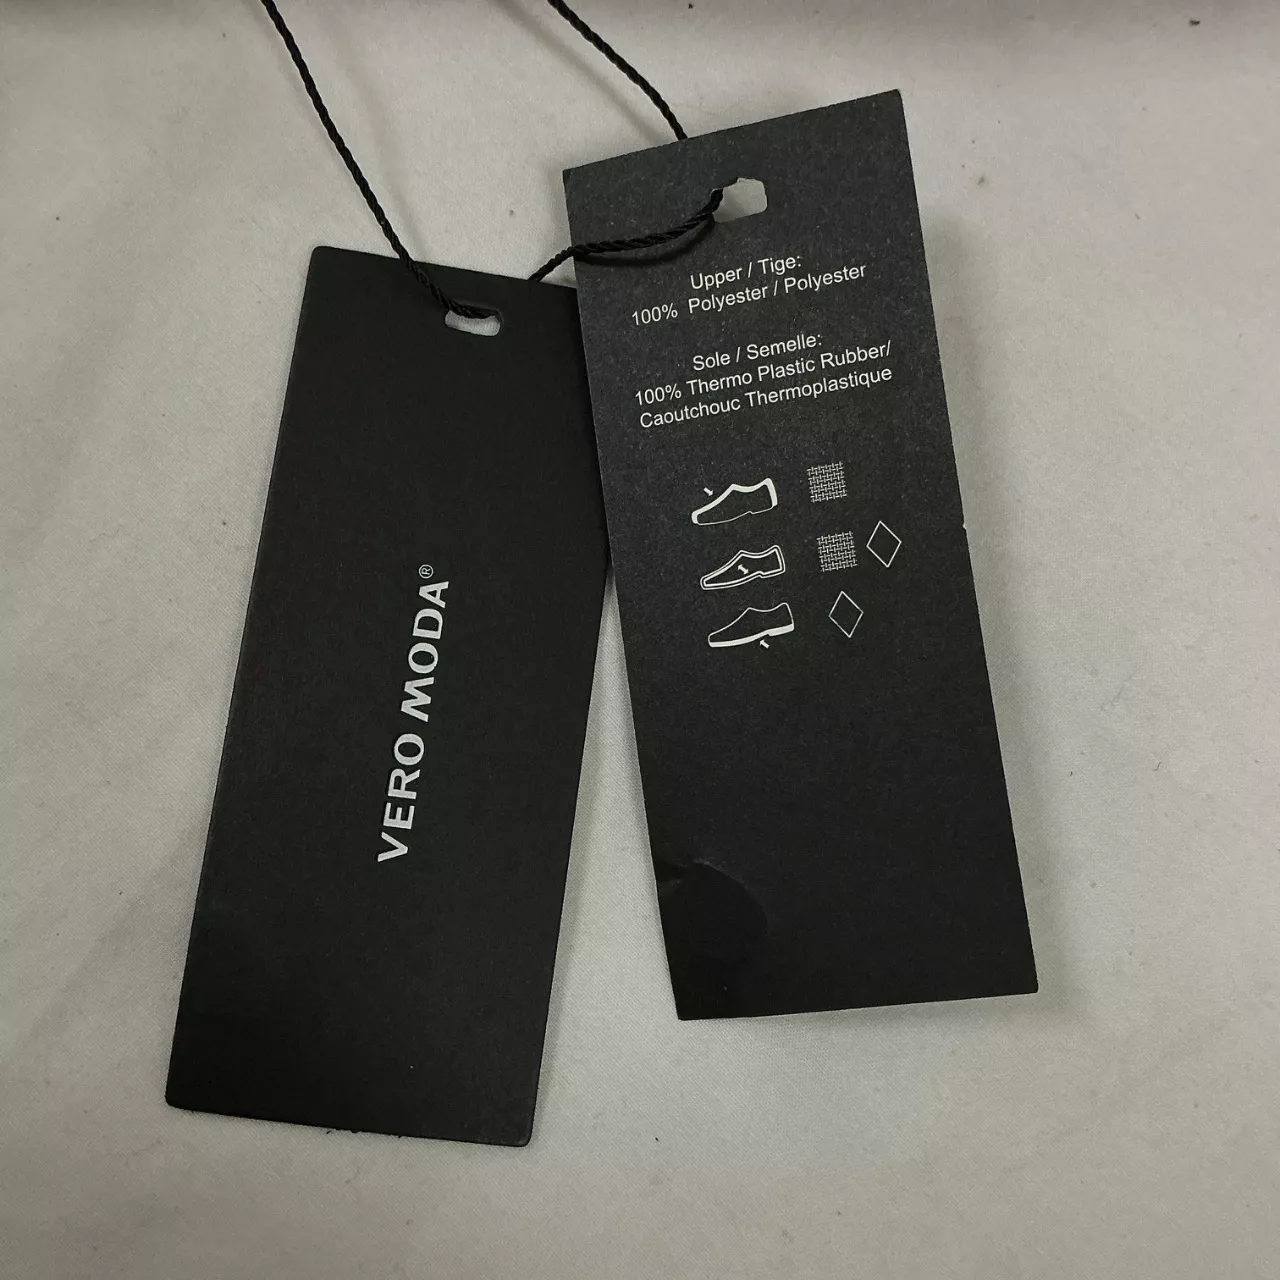 VERO MODA®
Upper / Tige:
100% Polyester / Polyester
Sole / Semelle:
100% Thermo Plastic Rubber/
Caoutchouc Thermoplastique